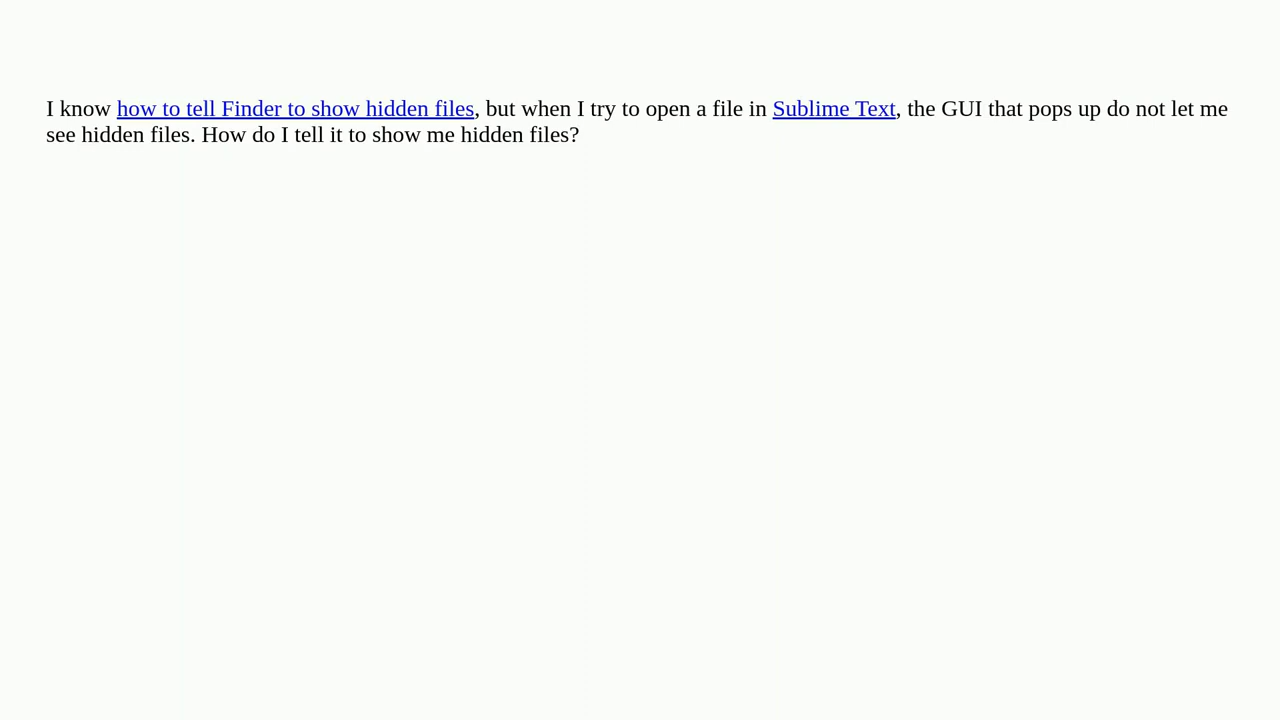 I know how to tell Finder to show hidden files, but when I try to open a file in Sublime Text, the GUI that pops up do not let me
see hidden files. How do I tell it to show me hidden files?